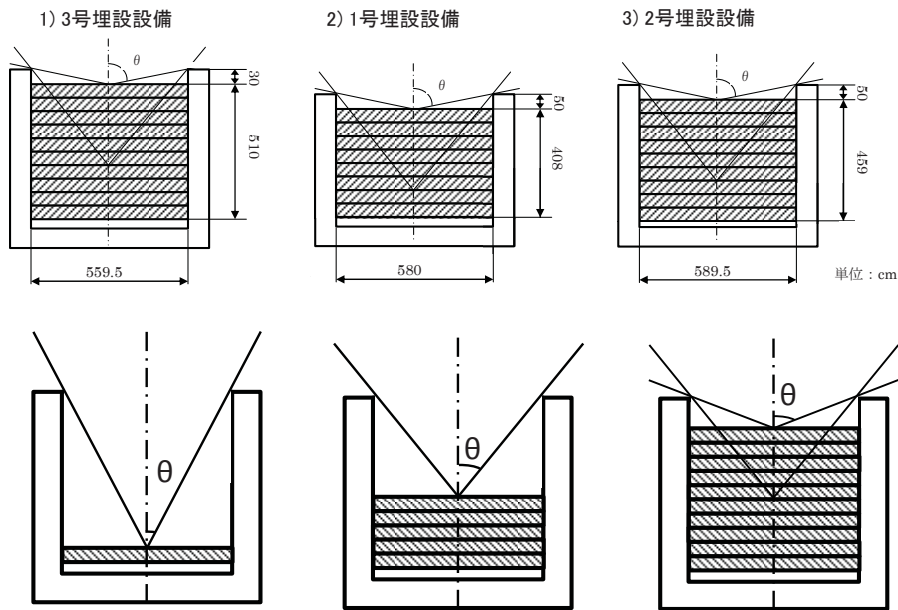 1) 3号埋設設備
2) 1号埋設設備
3) 2号埋設設備
θ
30
510
559.5
θ
50
408
580
θ
50
459
589.5
単位：cm
θ
θ
θ